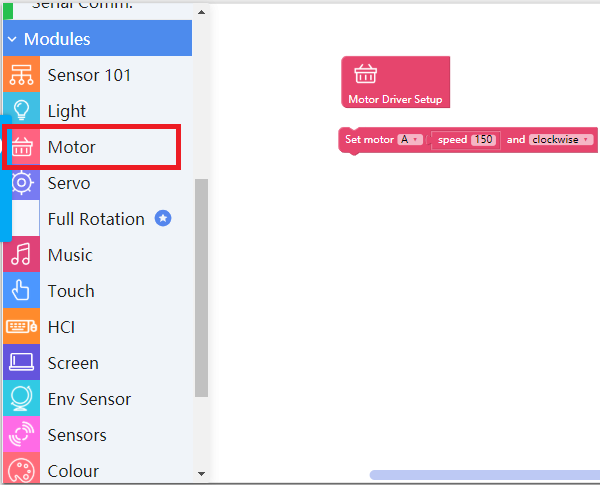 Serial Comm.
Modules
Sensor 101
Light
Motor
Servo
Full Rotation
Music
Touch
HCI
Screen
Env Sensor
Sensors
Colour
Motor Driver Setup
Set motor A speed 150 and clockwise